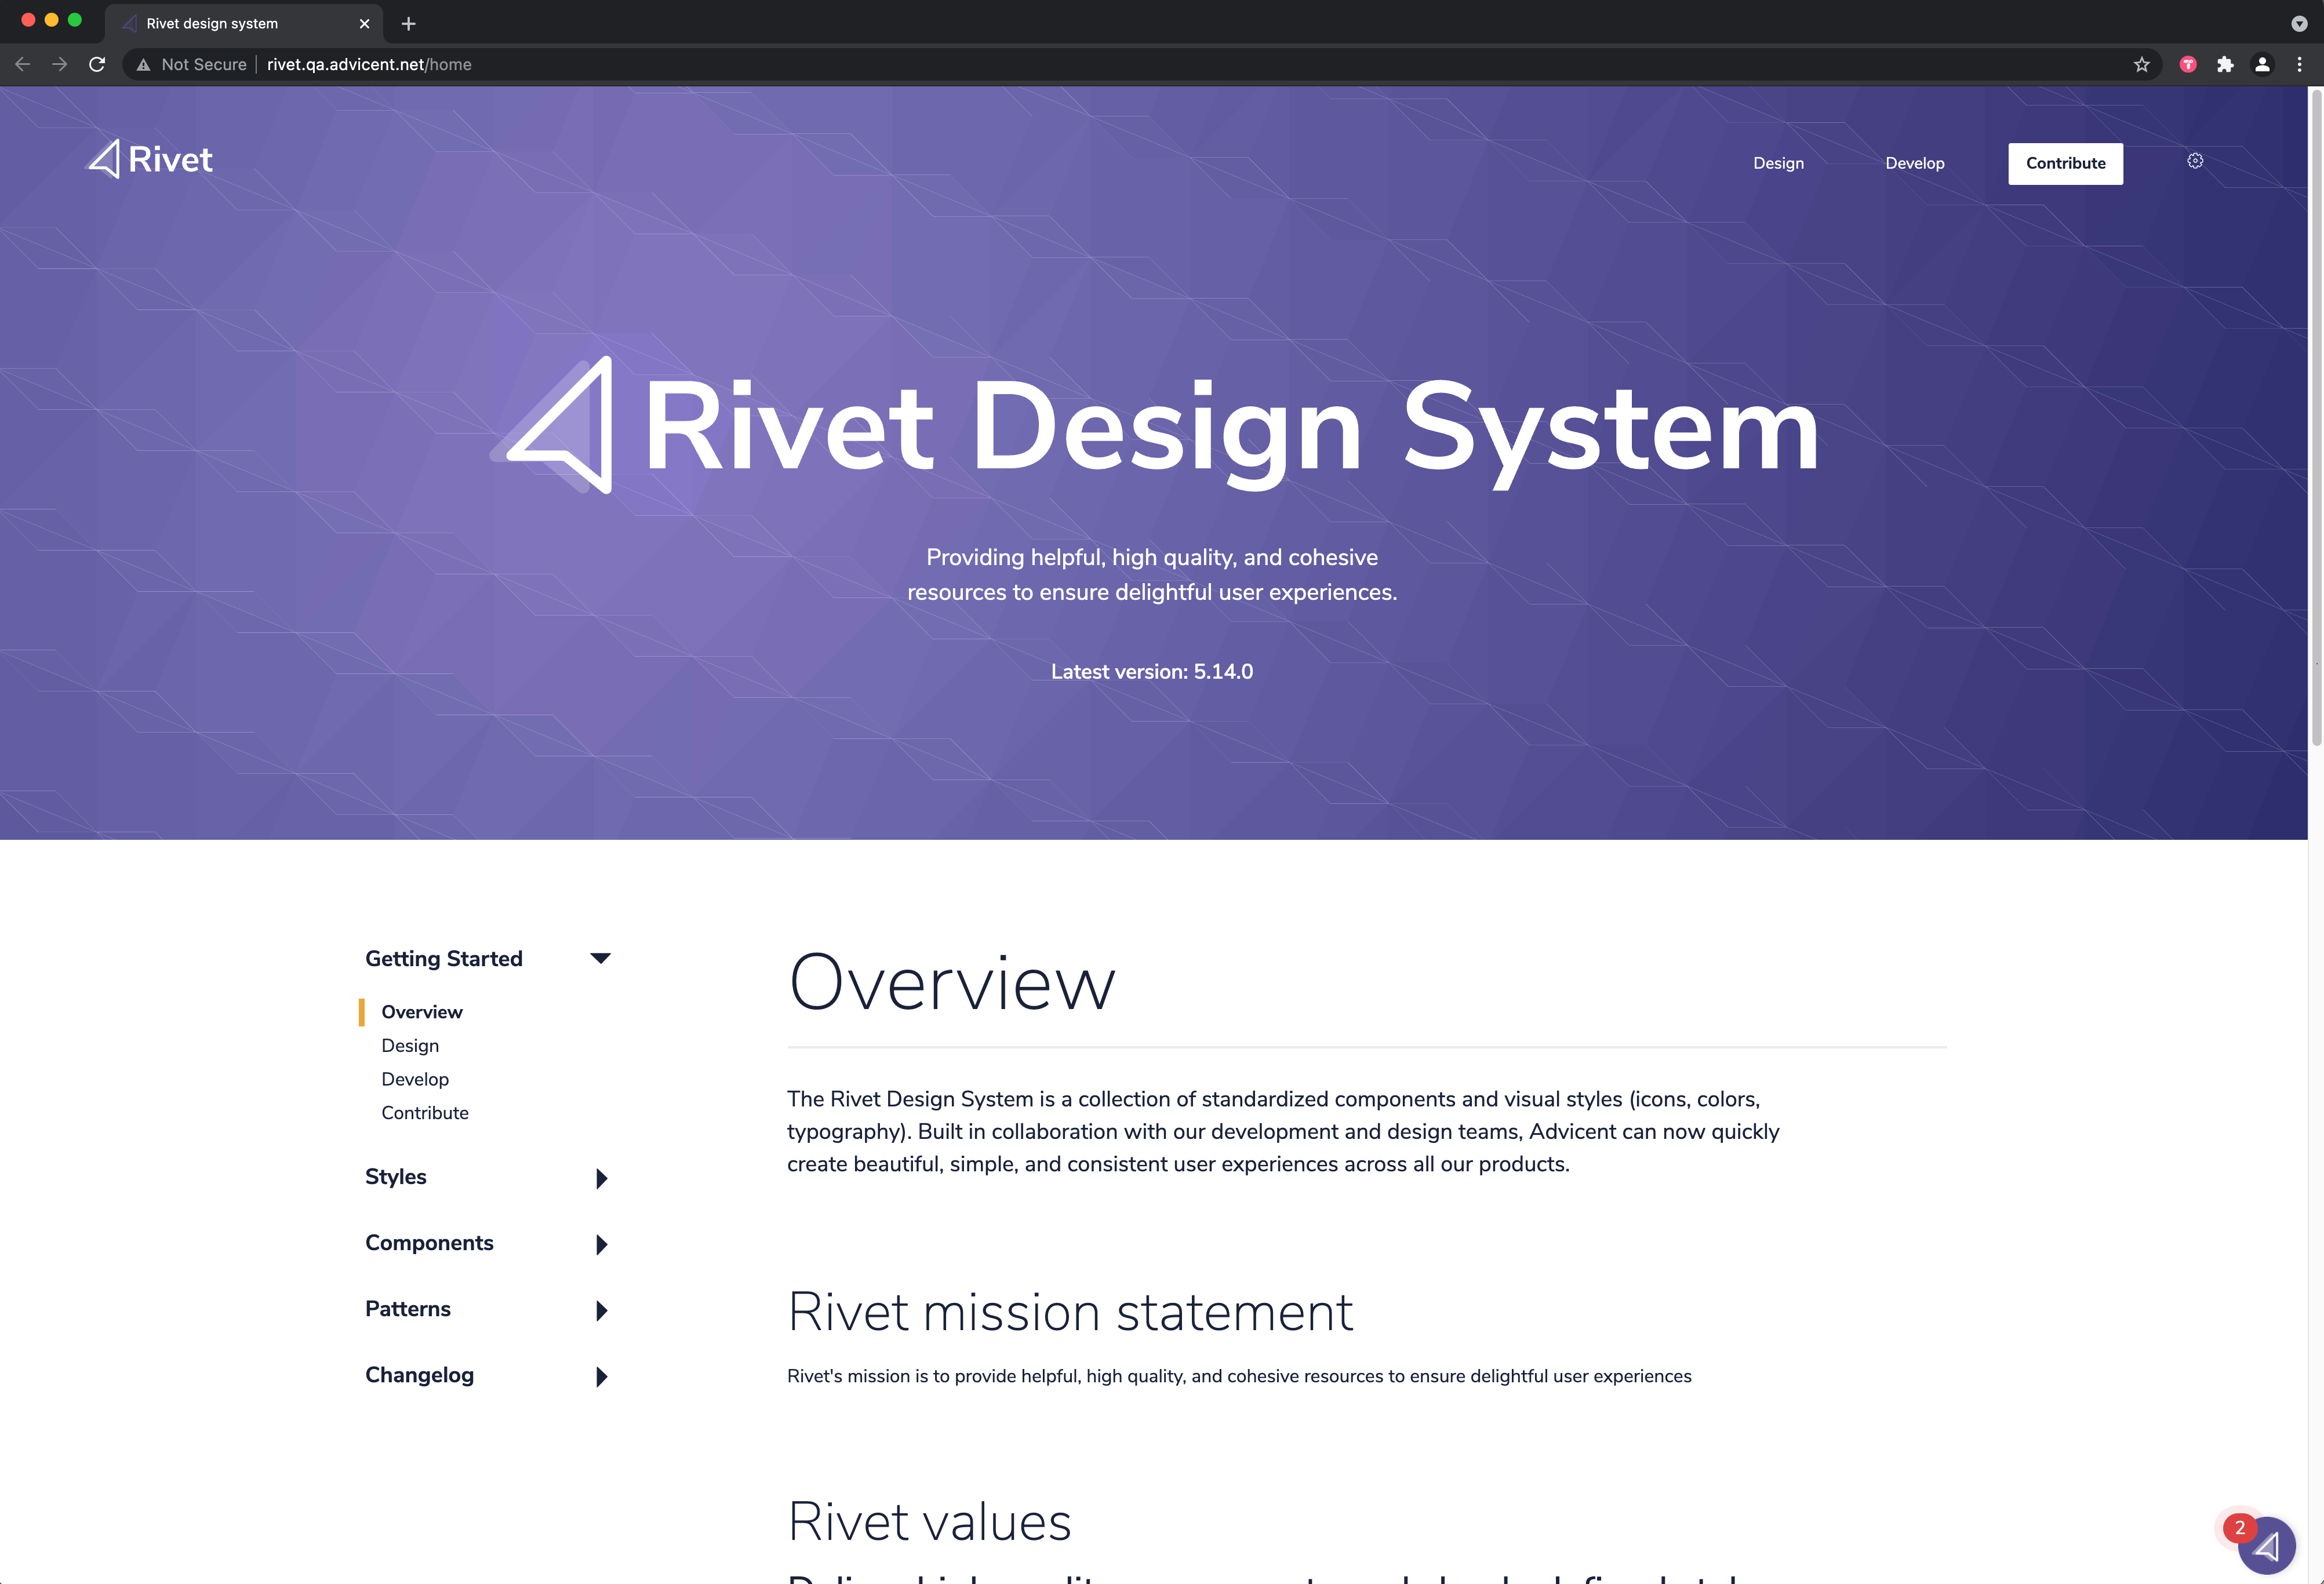 Rivet design system
Not Secure
rivet.qa.advicent.net/home
Rivet
Design
Develop
Contribute
Rivet Design System
Providing helpful, high quality, and cohesive
resources to ensure delightful user experiences.
Latest version: 5.14.0
Getting Started
Overview
Design
Develop
Contribute
Styles
Components
Patterns
Changelog
Overview
The Rivet Design System is a collection of standardized components and visual styles (icons, colors,
typography). Built in collaboration with our development and design teams, Advicent can now quickly
create beautiful, simple, and consistent user experiences across all our products.
Rivet mission statement
Rivet's mission is to provide helpful, high quality, and cohesive resources to ensure delightful user experiences
Rivet values
2